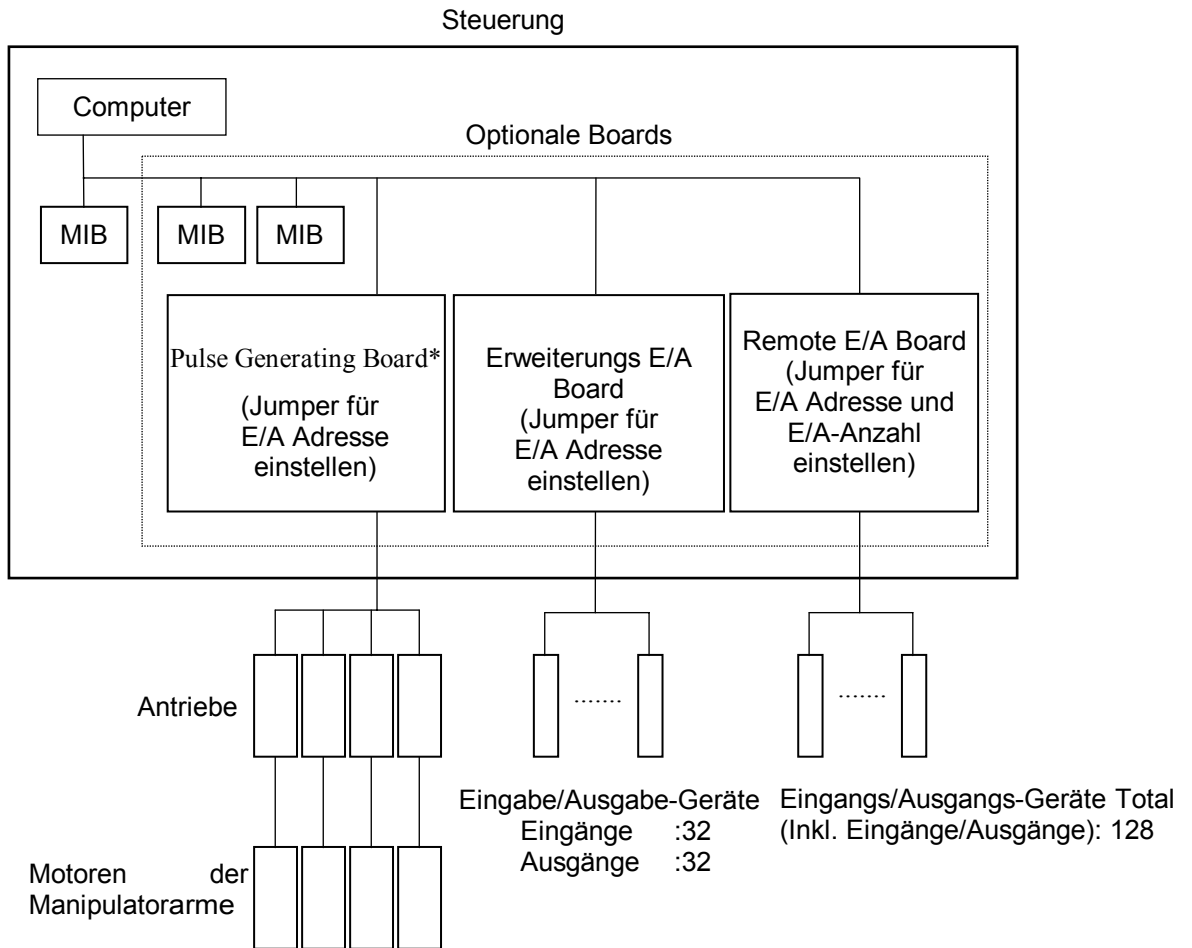 Steuerung
Computer
Optionale Boards
MIB
MIB
MIB
Pulse Generating Board*
(Jumper für
E/A Adresse
einstellen)
Erweiterungs E/A
Board
(Jumper für
E/A Adresse
einstellen)
Remote E/A Board
(Jumper für
E/A Adresse und
E/A-Anzahl
einstellen)
Antriebe
.......
.......
Eingabe/Ausgabe-Geräte
Eingänge :32
Ausgänge :32
Eingangs/Ausgangs-Geräte Total
(Inkl. Eingänge/Ausgänge): 128
Motoren der
Manipulatorarme